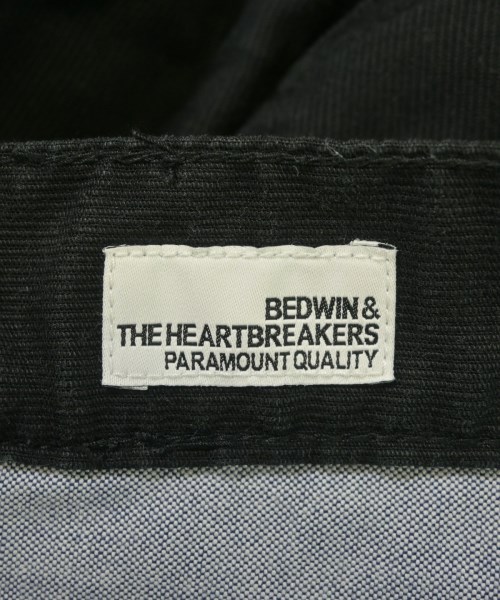 BEDWIN &
THE HEARTBREAKERS
PARAMOUNT QUALITY